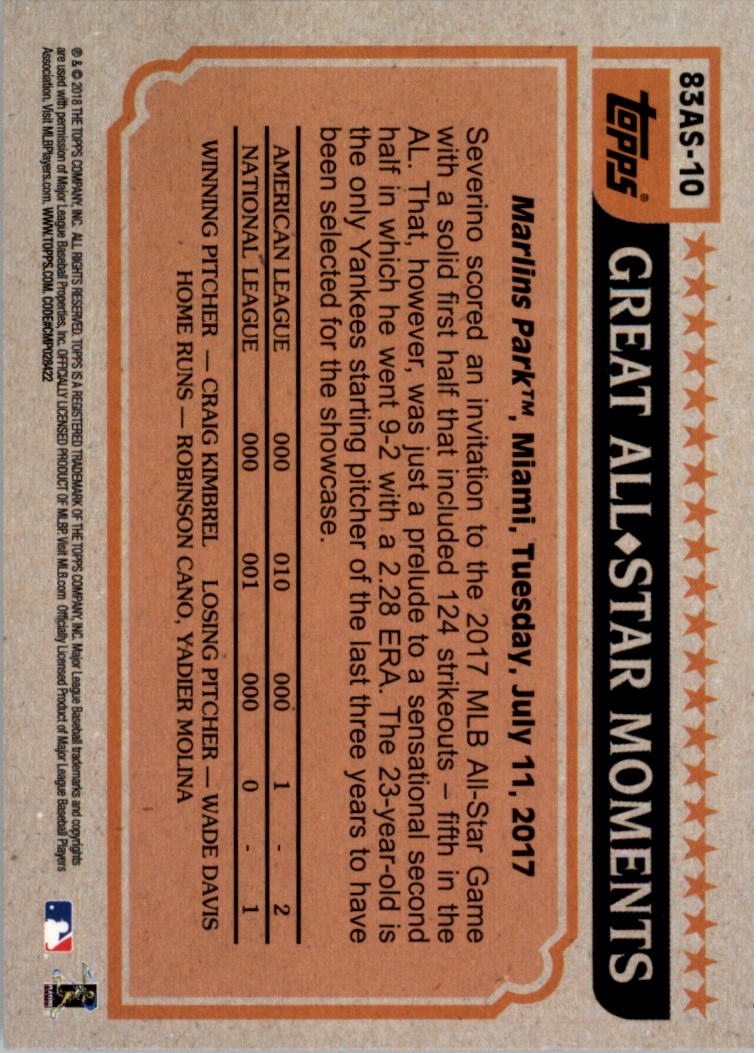 83AS-10
TOPPS®
GREAT ALL◆STAR MOMENTS
Marlins Park™, Miami, Tuesday, July 11, 2017
Severino scored an invitation to the 2017 MLB All-Star Game
with a solid first half that included 124 strikeouts – fifth in the
AL. That, however, was just a prelude to a sensational second
half in which he went 9-2 with a 2.28 ERA. The 23-year-old is
the only Yankees starting pitcher of the last three years to have
been selected for the showcase.
AMERICAN LEAGUE 000 010 000 1 - 2
NATIONAL LEAGUE 000 001 000 0 - 1
WINNING PITCHER — CRAIG KIMBREL LOSING PITCHER — WADE DAVIS
HOME RUNS — ROBINSON CANO, YADIER MOLINA
® & © 2018 THE TOPPS COMPANY, INC. ALL RIGHTS RESERVED. TOPPS IS A REGISTERED TRADEMARK OF THE TOPPS COMPANY, INC. Major League Baseball trademarks and copyrights
are used with permission of Major League Baseball Properties, Inc. OFFICIALLY LICENSED PRODUCT OF MLBP. Visit MLB.com Officially Licensed Product of Major League Baseball Players
Association. Visit MLBPlayers.com. WWW.TOPPS.COM. CODE#CMP028422